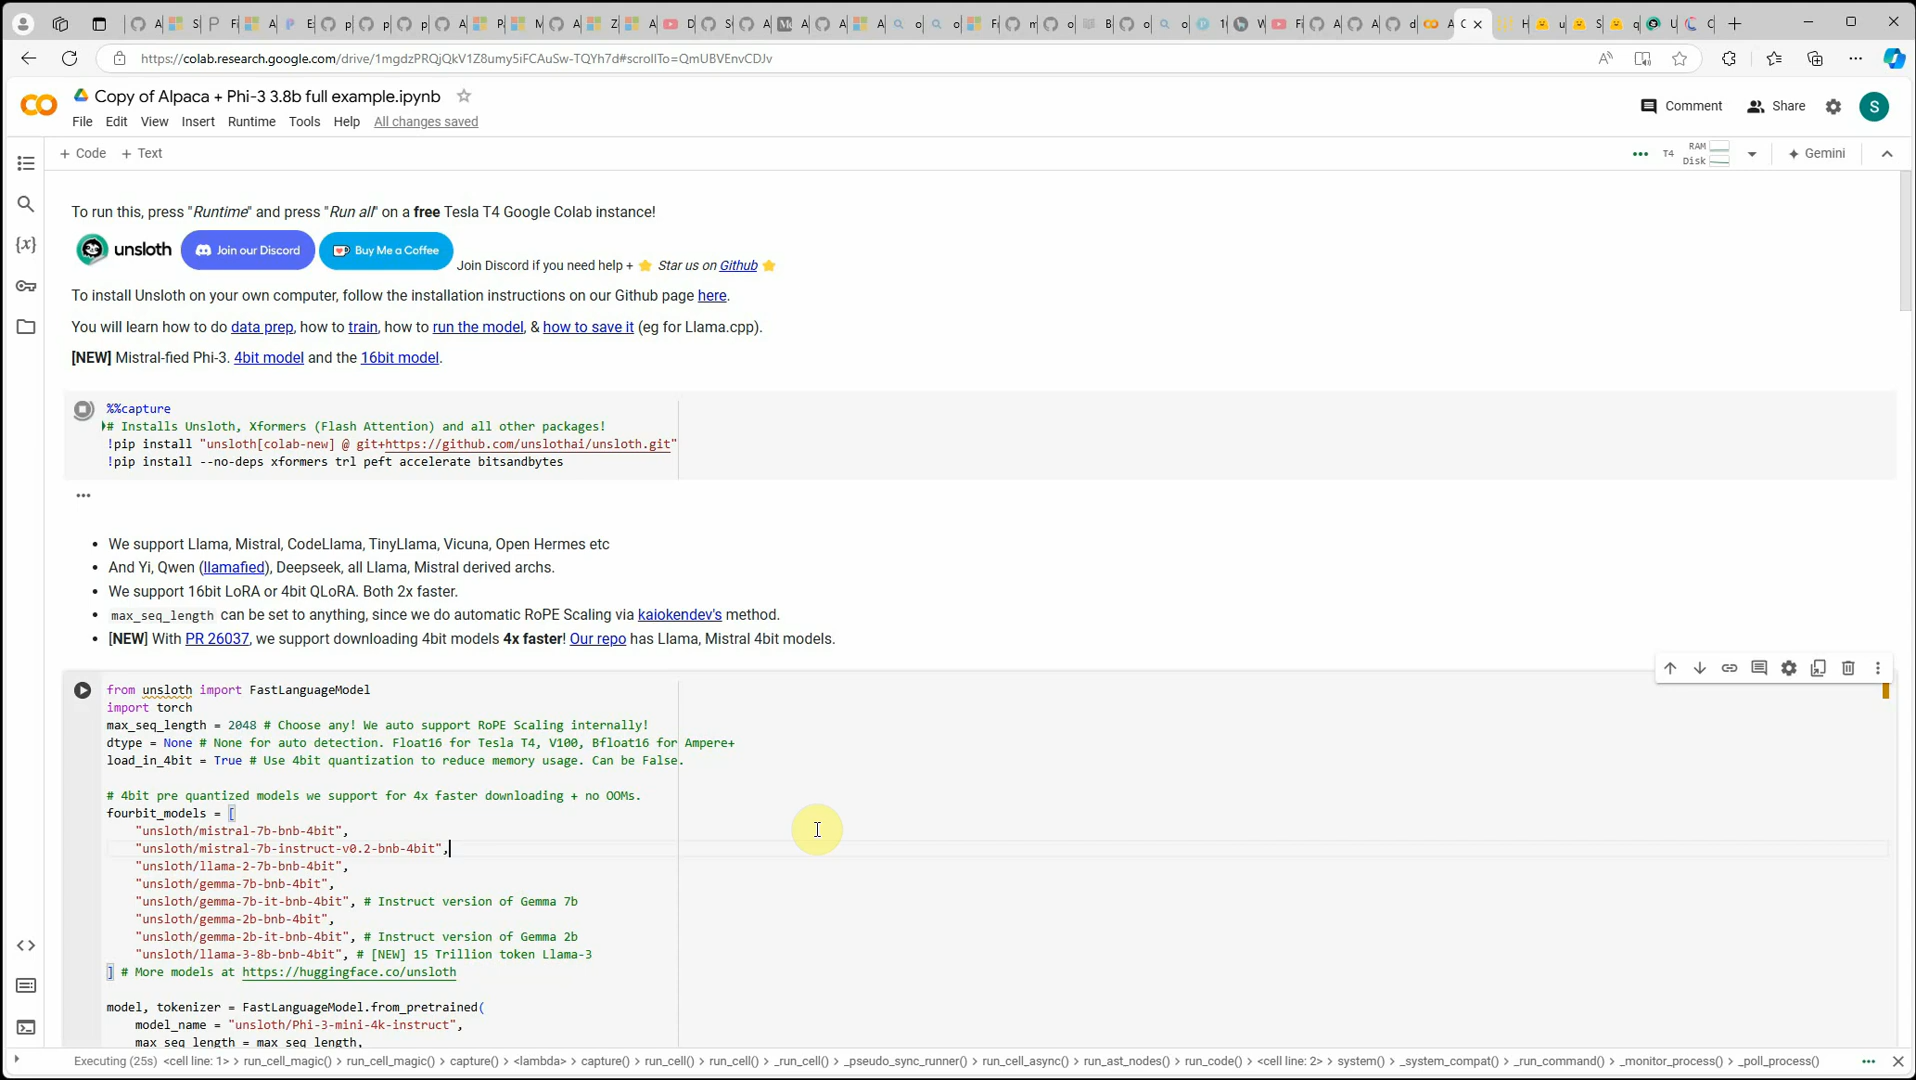 https://colab.research.google.com/drive/1mgdzPRQjQkV1Z8umy5iFCAuSw-TQYh7d#scrollTo=QmUBVEnvCDJv
Copy of Alpaca + Phi-3 3.8b full example.ipynb
Comment
Share
S
File Edit View Insert Runtime Tools Help All changes saved
+ Code + Text
T4
RAM
Disk
Gemini
To run this, press "Runtime" and press "Run all" on a free Tesla T4 Google Colab instance!
unsloth
Join our Discord
Buy Me a Coffee
Join Discord if you need help + ⭐ Star us on Github ⭐
To install Unsloth on your own computer, follow the installation instructions on our Github page here.
You will learn how to do data prep, how to train, how to run the model, & how to save it (eg for Llama.cpp).
[NEW] Mistral-fied Phi-3. 4bit model and the 16bit model.
%%capture
# Installs Unsloth, Xformers (Flash Attention) and all other packages!
!pip install "unsloth[colab-new] @ git+https://github.com/unslothai/unsloth.git"
!pip install --no-deps xformers trl peft accelerate bitsandbytes
• We support Llama, Mistral, CodeLlama, TinyLlama, Vicuna, Open Hermes etc
• And Yi, Qwen (llamafied), Deepseek, all Llama, Mistral derived archs.
• We support 16bit LoRA or 4bit QLoRA. Both 2x faster.
• max_seq_length can be set to anything, since we do automatic RoPE Scaling via kaiokendev's method.
• [NEW] With PR 26037, we support downloading 4bit models 4x faster! Our repo has Llama, Mistral 4bit models.
from unsloth import FastLanguageModel
import torch
max_seq_length = 2048 # Choose any! We auto support RoPE Scaling internally!
dtype = None # None for auto detection. Float16 for Tesla T4, V100, Bfloat16 for Ampere+
load_in_4bit = True # Use 4bit quantization to reduce memory usage. Can be False.
# 4bit pre quantized models we support for 4x faster downloading + no OOMs.
fourbit_models = [
"unsloth/mistral-7b-bnb-4bit",
"unsloth/mistral-7b-instruct-v0.2-bnb-4bit",
"unsloth/llama-2-7b-bnb-4bit",
"unsloth/gemma-7b-bnb-4bit",
"unsloth/gemma-7b-it-bnb-4bit", # Instruct version of Gemma 7b
"unsloth/gemma-2b-bnb-4bit",
"unsloth/gemma-2b-it-bnb-4bit", # Instruct version of Gemma 2b
"unsloth/llama-3-8b-bnb-4bit", # [NEW] 15 Trillion token Llama-3
] # More models at https://huggingface.co/unsloth
model, tokenizer = FastLanguageModel.from_pretrained(
model_name = "unsloth/Phi-3-mini-4k-instruct",
max_seq_length = max_seq_length,
Executing (25s) <cell line: 1> > run_cell_magic() > run_cell_magic() > capture() > <lambda> > capture() > run_cell() > run_cell() > _run_cell() > _pseudo_sync_runner() > run_cell_async() > run_ast_nodes() > run_code() > <cell line: 2> > system() > _system_compat() > _run_command() > _monitor_process() > _poll_process()